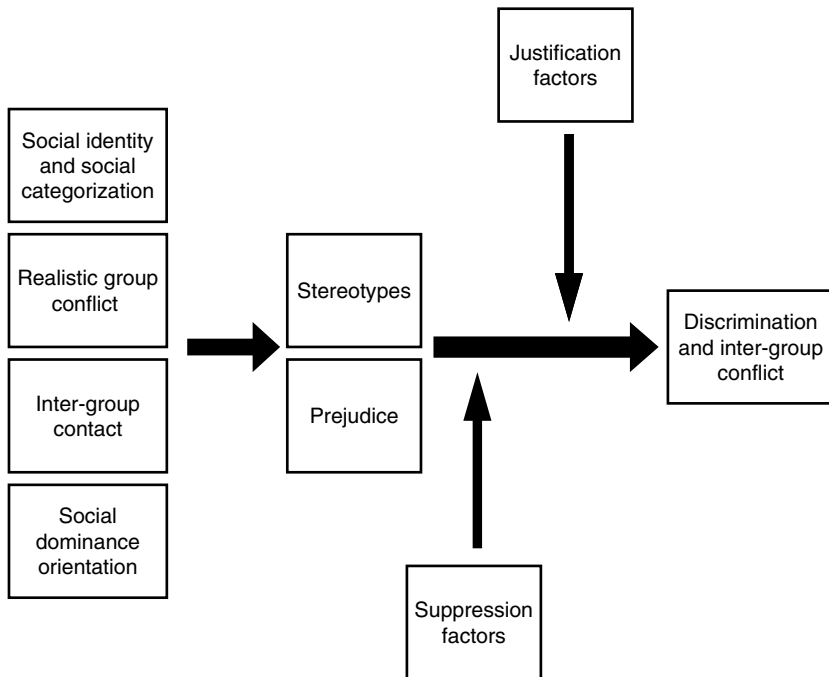 Justification
factors
Social identity
and social
categorization
Realistic group
conflict
Inter-group
contact
Social
dominance
orientation
Stereotypes
Prejudice
Discrimination
and inter-group
conflict
Suppression
factors